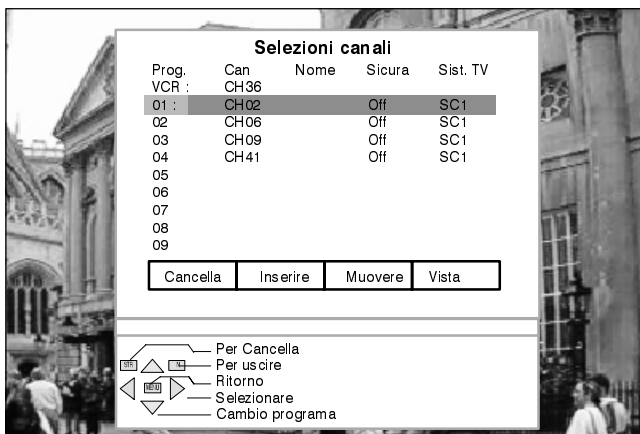 Selezioni canali
Prog. Can Nome Sicura Sist. TV
VCR : CH36
01 : CH02 Off SC1
02 CH06 Off SC1
03 CH09 Off SC1
04 CH41 Off SC1
05
06
07
08
09
Cancella Inserire Muovere Vista
Per Cancella
STR N Per uscire
MENU Ritorno
Selezionare
Cambio programa